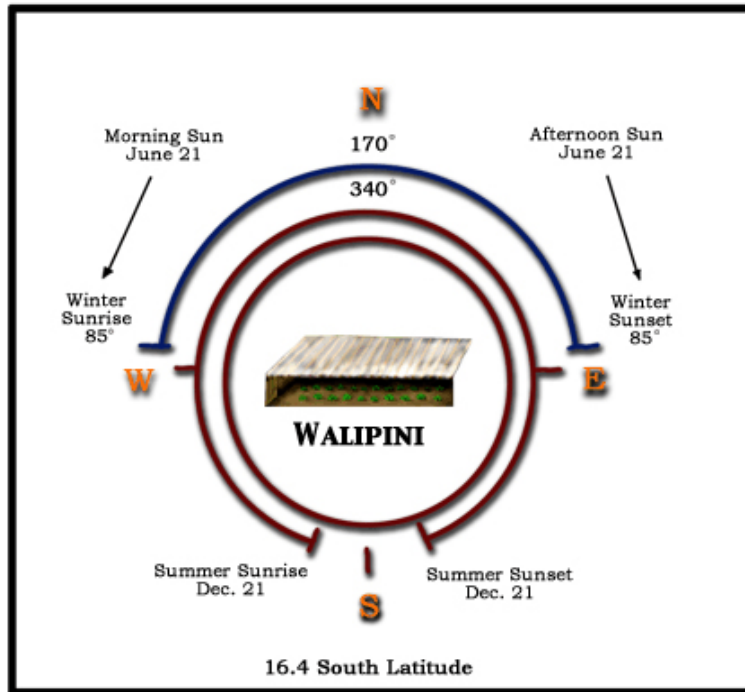 N
Morning Sun
June 21
170°
Afternoon Sun
June 21
340°
Winter
Sunrise
85°
Winter
Sunset
85°
W
E
WALIPINI
Summer Sunrise
Dec. 21
Summer Sunset
Dec. 21
S
16.4 South Latitude